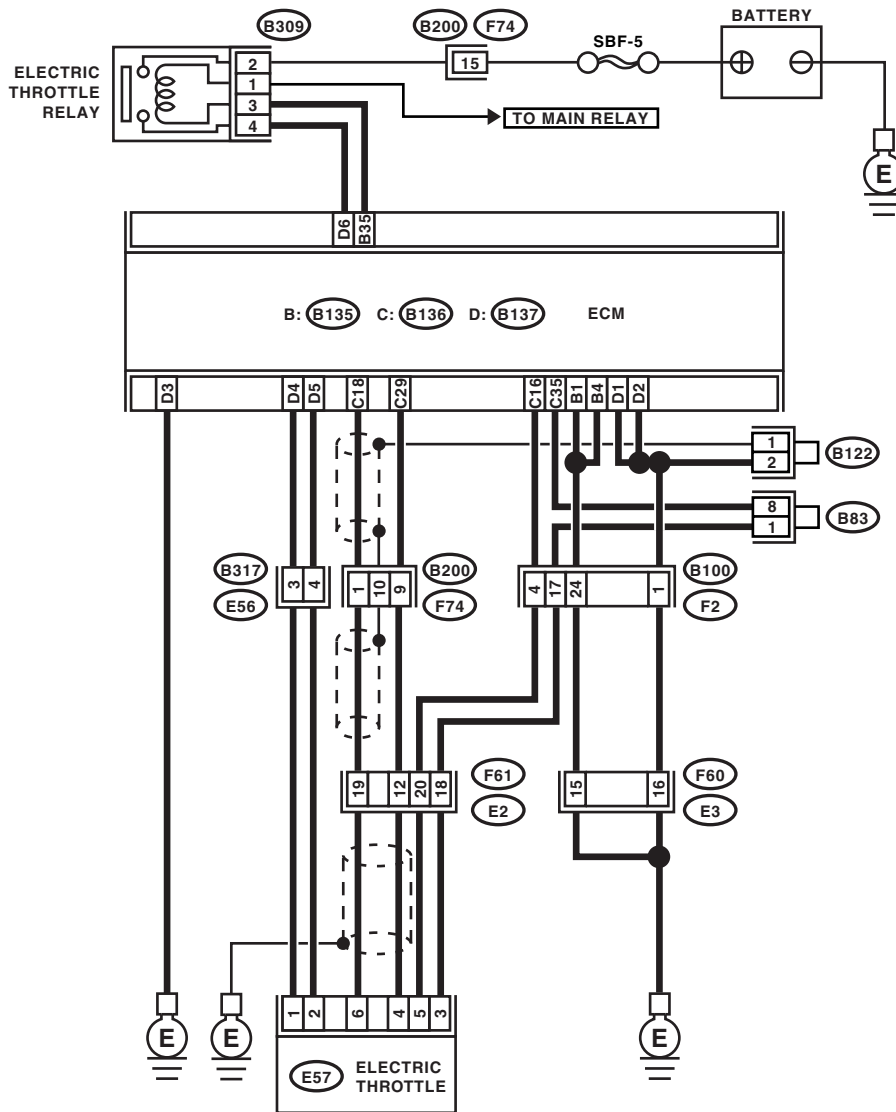 B309
B200 F74
BATTERY
ELECTRIC
THROTTLE
RELAY
2
1
3
4
15
SBF-5
TO MAIN RELAY
E
D6 B35
B: B135 C: B136 D: B137 ECM
D3 D4 D5 C18 C29 C16 C35 B1 B4 D1 D2
1
2
B122
8
1
B83
B317
E56
3 4
1 10 9
B200
F74
4 17 24 1
B100
F2
19 12 20 18
F61
E2
15 16
F60
E3
E
E
E
1 2 6 4 5 3
E57
ELECTRIC
THROTTLE